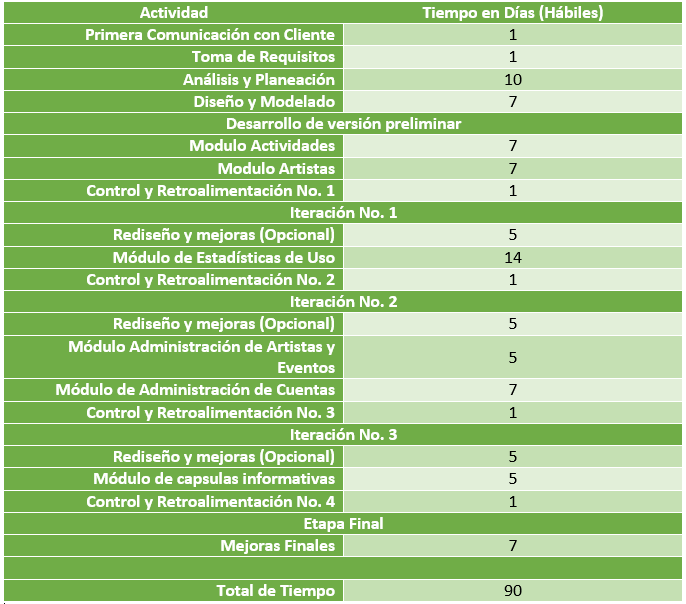 Actividad Tiempo en Días (Hábiles)
Primera Comunicación con Cliente 1
Toma de Requisitos 1
Análisis y Planeación 10
Diseño y Modelado 7
Desarrollo de versión preliminar
Modulo Actividades 7
Modulo Artistas 7
Control y Retroalimentación No. 1 1
Iteración No. 1
Rediseño y mejoras (Opcional) 5
Módulo de Estadísticas de Uso 14
Control y Retroalimentación No. 2 1
Iteración No. 2
Rediseño y mejoras (Opcional) 5
Módulo Administración de Artistas y
Eventos 5
Módulo de Administración de Cuentas 7
Control y Retroalimentación No. 3 1
Iteración No. 3
Rediseño y mejoras (Opcional) 5
Módulo de capsulas informativas 5
Control y Retroalimentación No. 4 1
Etapa Final
Mejoras Finales 7
Total de Tiempo 90